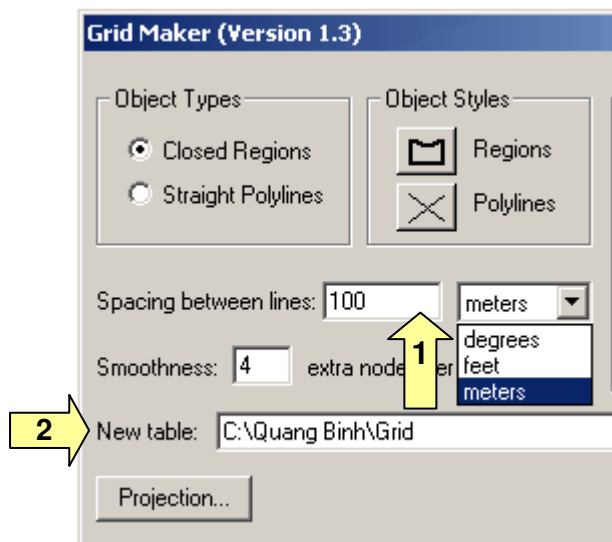 Grid Maker (Version 1.3)
Object Types
Closed Regions
Straight Polylines
Object Styles
Regions
Polylines
Spacing between lines: 100 meters
degrees
feet
meters
1
Smoothness: 4 extra node
2
New table: C:\Quang Binh\Grid
Projection...